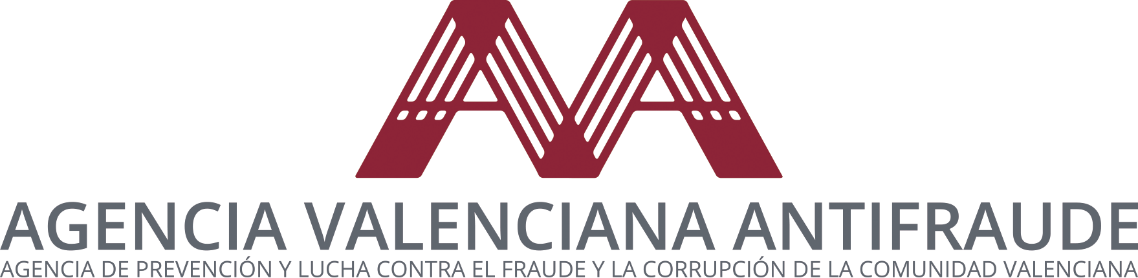 AGENCIA VALENCIANA ANTIFRAUDE
AGENCIA DE PREVENCIÓN Y LUCHA CONTRA EL FRAUDE Y LA CORRUPCIÓN DE LA COMUNIDAD VALENCIANA